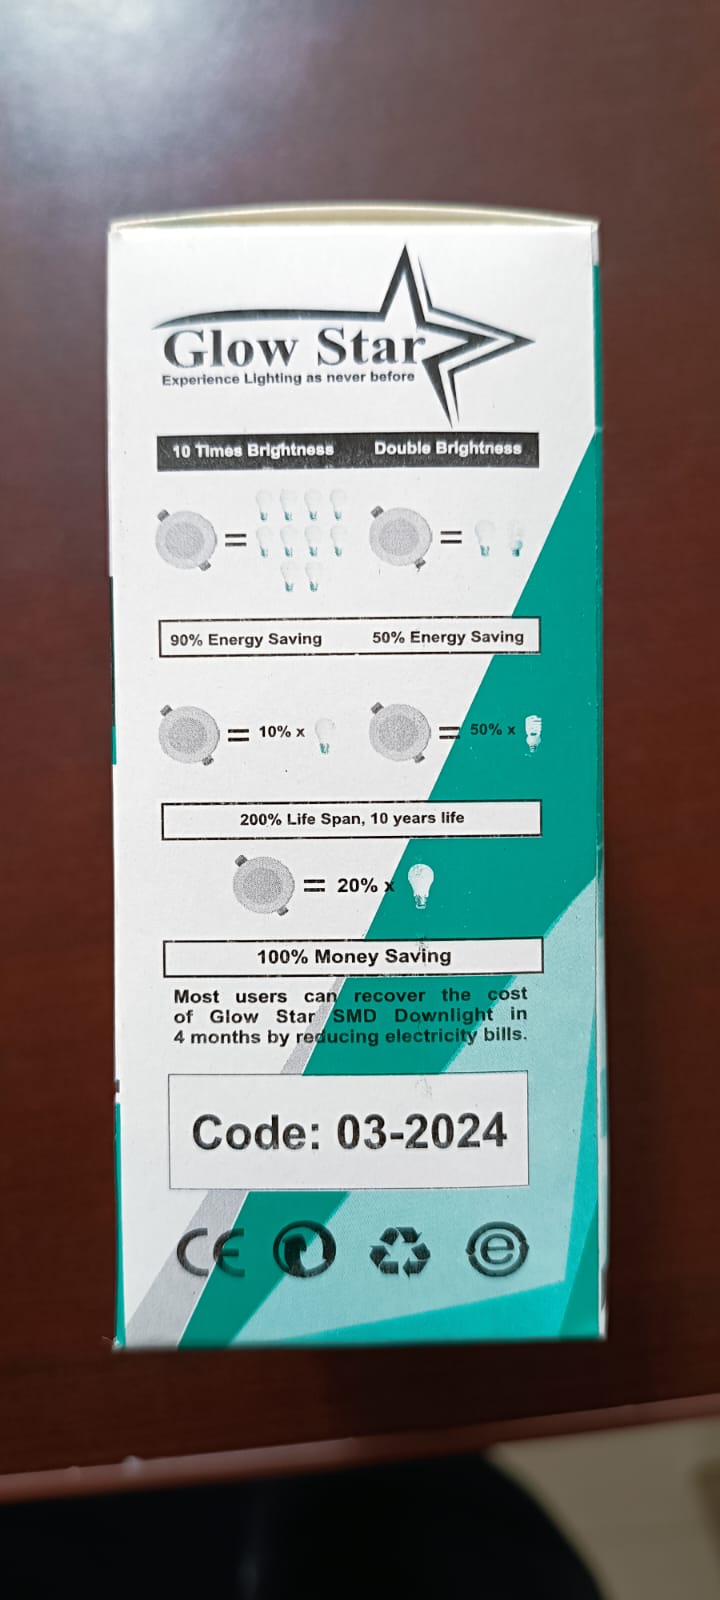 Glow Star
Experience Lighting as never before
10 Times Brightness Double Brightness
= =
90% Energy Saving 50% Energy Saving
= 10% x = 50% x
200% Life Span, 10 years life
= 20% x
100% Money Saving
Most users can recover the cost
of Glow Star SMD Downlight in
4 months by reducing electricity bills.
Code: 03-2024
CE e